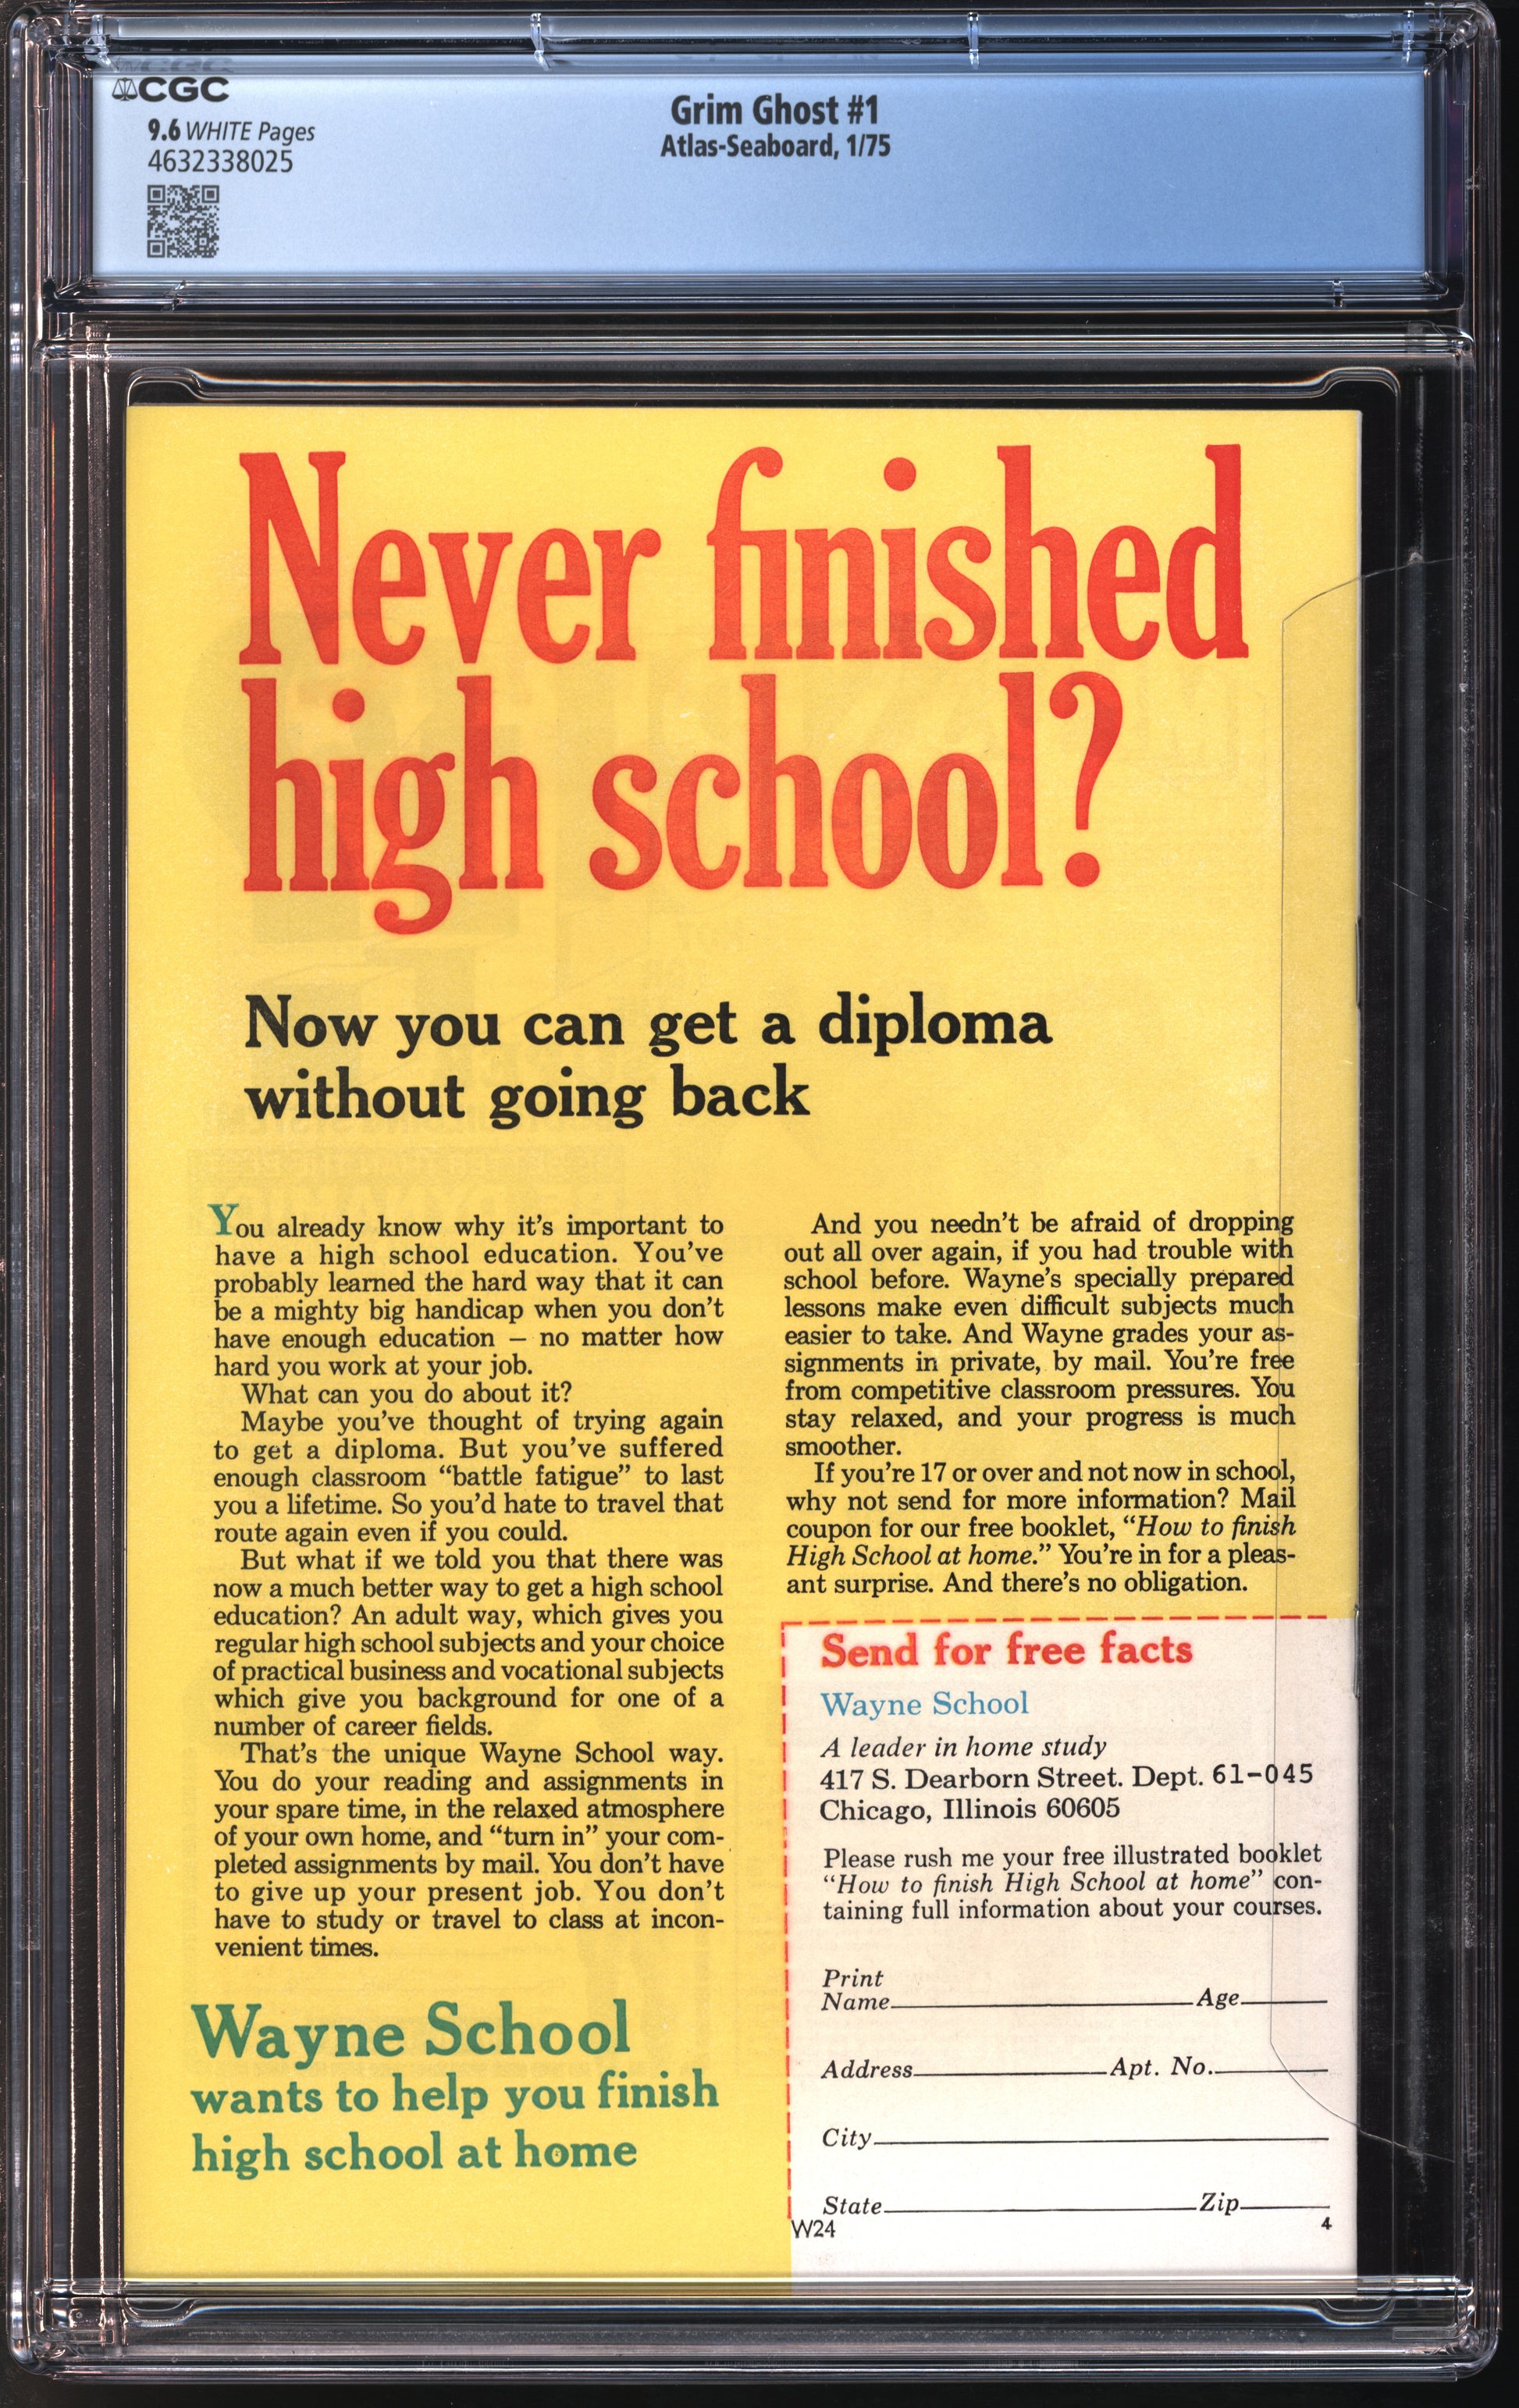 CGC
9.6 WHITE Pages
4632338025
Grim Ghost #1
Atlas-Seaboard, 1/75
Never finished
high school?
Now you can get a diploma
without going back
You already know why it's important to
have a high school education. You've
probably learned the hard way that it can
be a mighty big handicap when you don't
have enough education – no matter how
hard you work at your job.
What can you do about it?
Maybe you've thought of trying again
to get a diploma. But you've suffered
enough classroom “battle fatigue” to last
you a lifetime. So you'd hate to travel that
route again even if you could.
But what if we told you that there was
now a much better way to get a high school
education? An adult way, which gives you
regular high school subjects and your choice
of practical business and vocational subjects
which give you background for one of a
number of career fields.
That's the unique Wayne School way.
You do your reading and assignments in
your spare time, in the relaxed atmosphere
of your own home, and “turn in” your com-
pleted assignments by mail. You don't have
to give up your present job. You don't
have to study or travel to class at incon-
venient times.
Wayne School
wants to help you finish
high school at home
And you needn't be afraid of dropping
out all over again, if you had trouble with
school before. Wayne's specially prepared
lessons make even difficult subjects much
easier to take. And Wayne grades your as-
signments in private, by mail. You're free
from competitive classroom pressures. You
stay relaxed, and your progress is much
smoother.
If you're 17 or over and not now in school,
why not send for more information? Mail
coupon for our free booklet, “How to finish
High School at home.” You're in for a pleas-
ant surprise. And there's no obligation.
Send for free facts
Wayne School
A leader in home study
417 S. Dearborn Street. Dept. 61-045
Chicago, Illinois 60605
Please rush me your free illustrated booklet
“How to finish High School at home” con-
taining full information about your courses.
Print
Name Age
Address Apt. No.
City
State Zip
W24 4